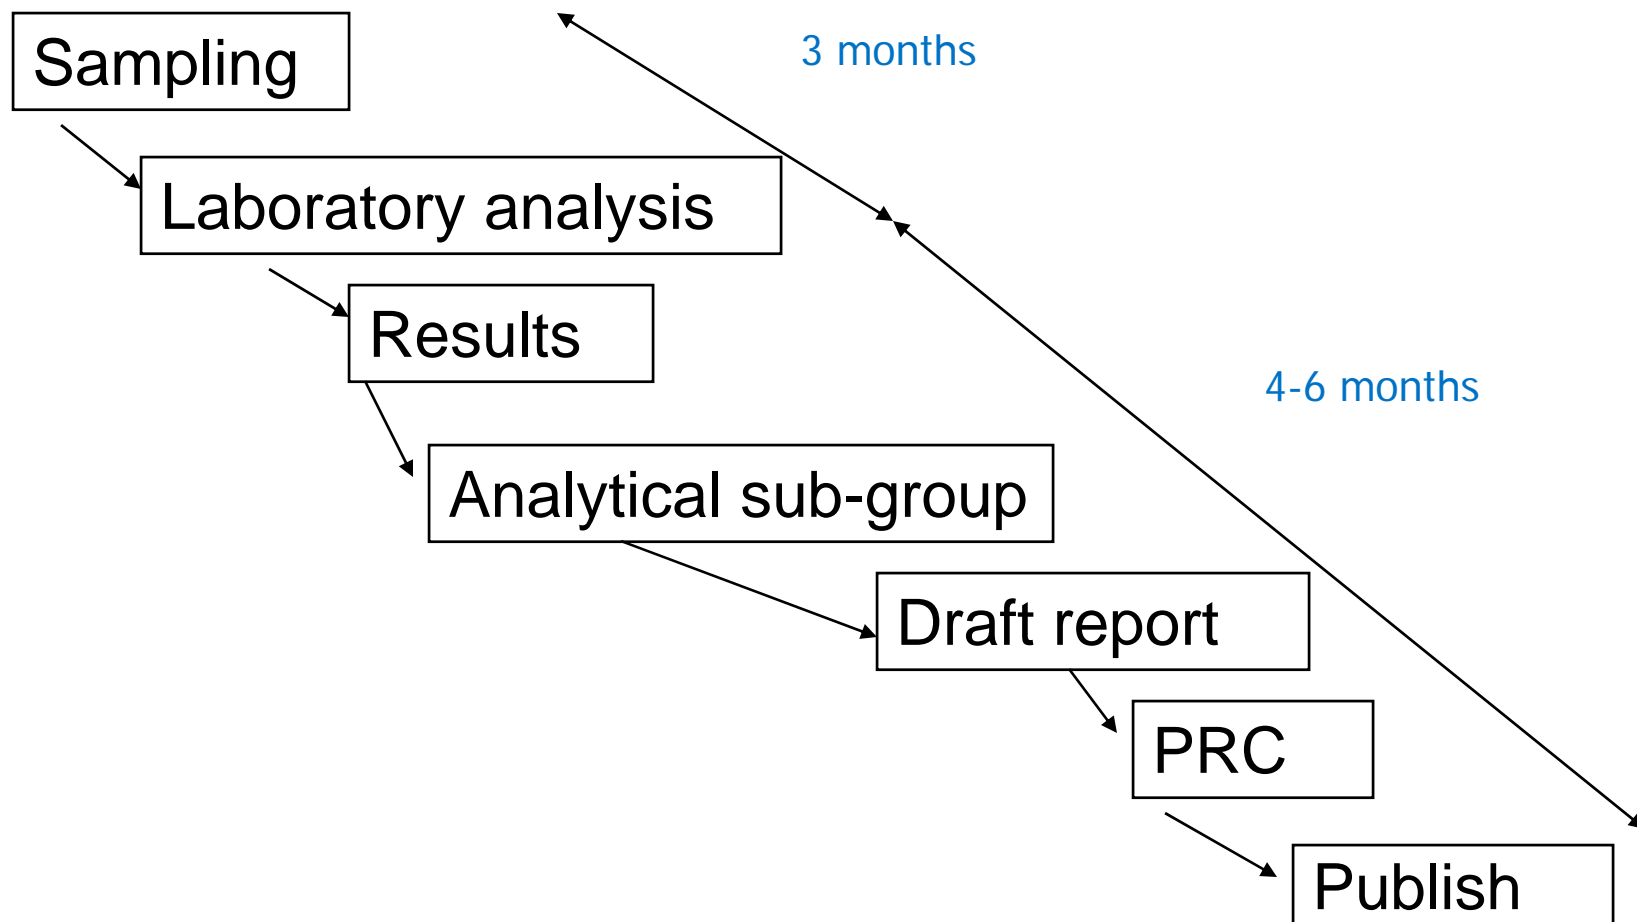 Sampling
3 months
Laboratory analysis
Results
4-6 months
Analytical sub-group
Draft report
PRC
Publish